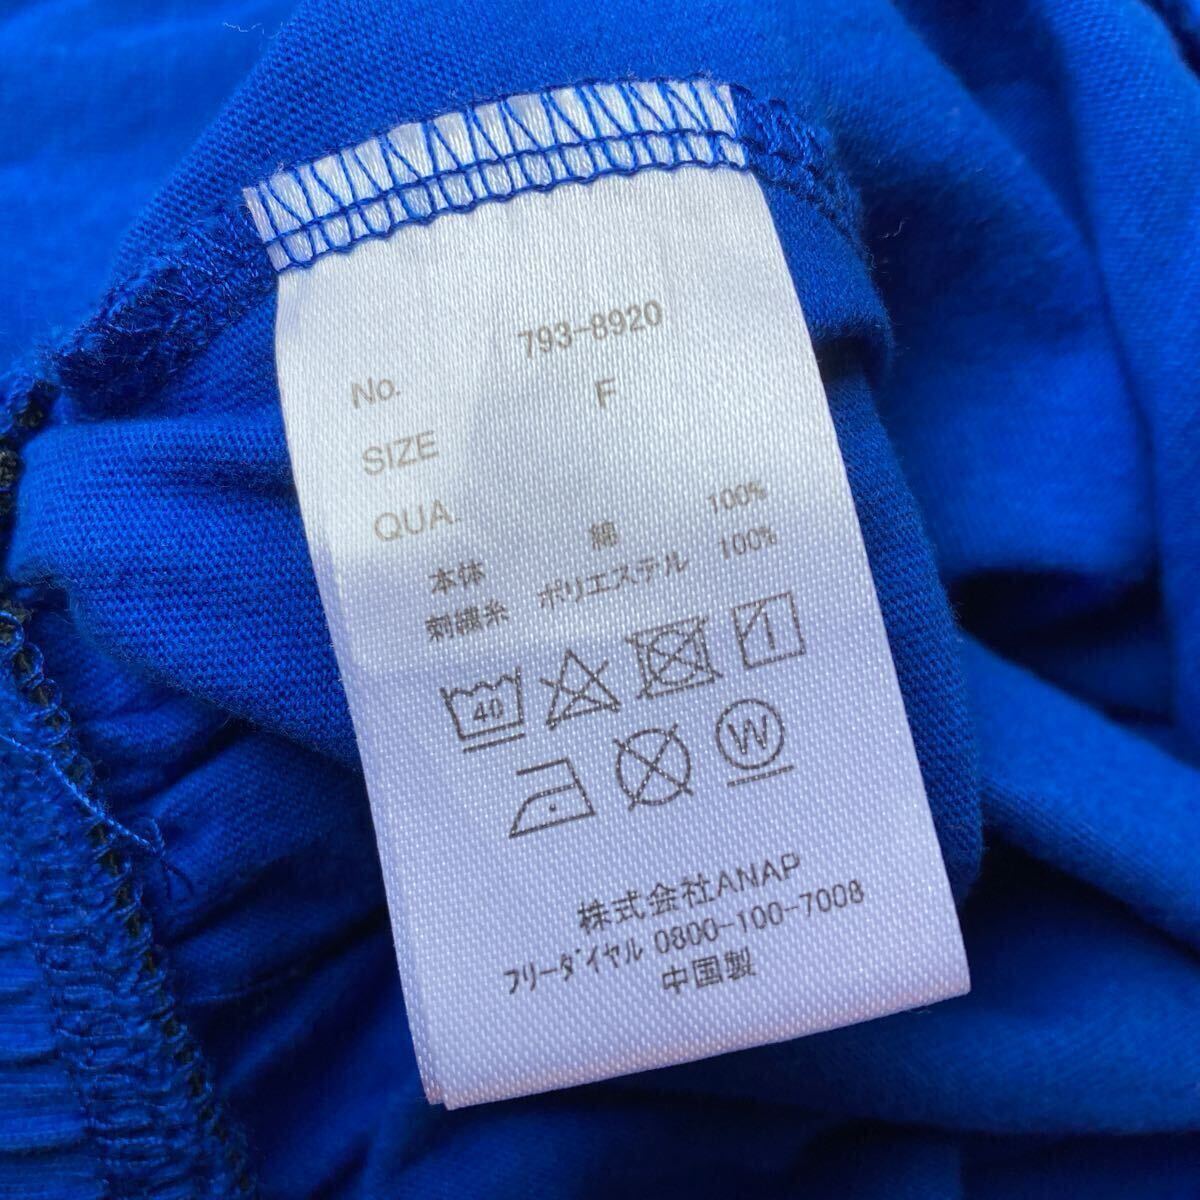 No. 793-8920
SIZE F
QUA.
本体 綿 100%
刺繍糸 ポリエステル 100%
40
W
株式会社ANAP
フリーダイヤル 0800-100-7008
中国製